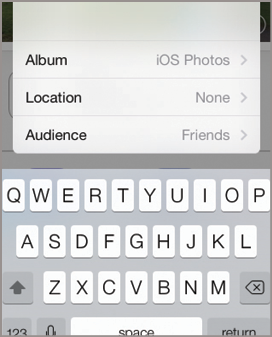 Album iOS Photos
Location None
Audience Friends
Q W E R T Y U I O P
A S D F G H J K L
Z X C V B N M
123 space return